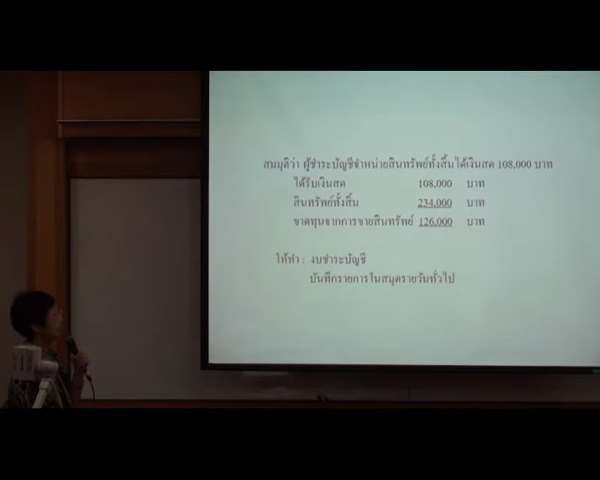 สมมุติว่า ผู้ชำระบัญชีจำหน่ายสินทรัพย์ทั้งสิ้นได้เงินสด 108,000 บาท
ได้รับเงินสด 108,000 บาท
สินทรัพย์ทั้งสิ้น 234,000 บาท
ขาดทุนจากการขายสินทรัพย์ 126,000 บาท
ให้ทำ : งบชำระบัญชี
บันทึกรายการในสมุดรายวันทั่วไป